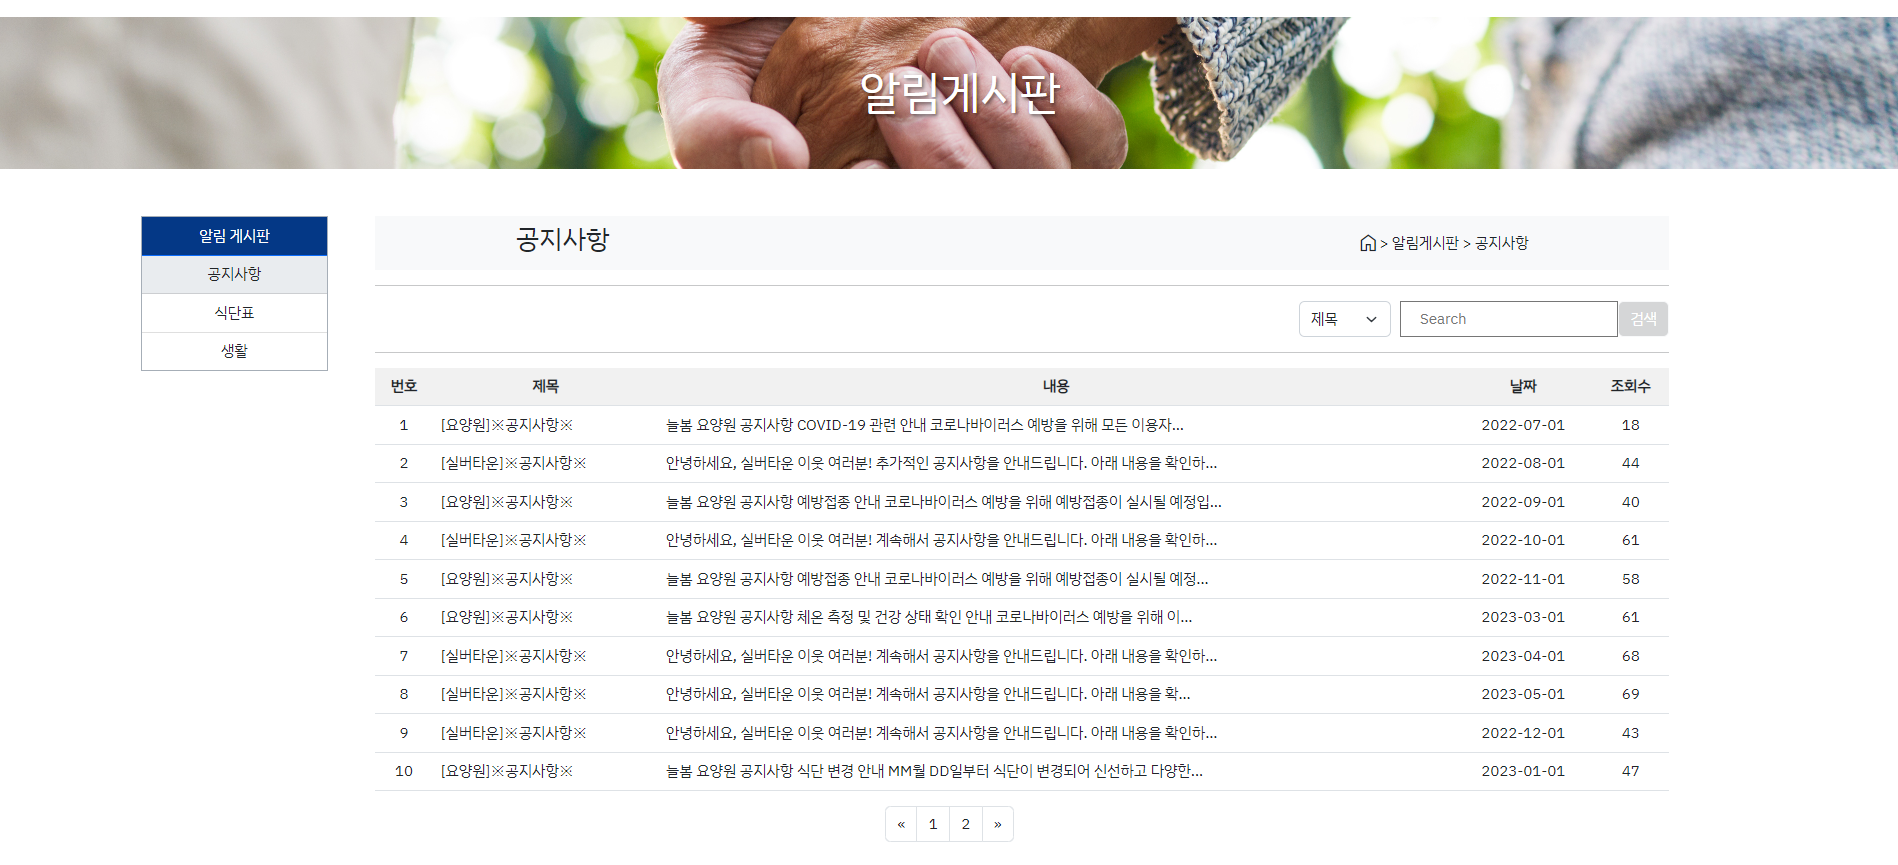 알림게시판
알림 게시판
공지사항
식단표
생활
공지사항
> 알림게시판 > 공지사항
제목 Search 검색
번호 제목 내용 날짜 조회수
1 [요양원]※공지사항※ 늘봄 요양원 공지사항 COVID-19 관련 안내 코로나바이러스 예방을 위해 모든 이용자... 2022-07-01 18
2 [실버타운]※공지사항※ 안녕하세요, 실버타운 이웃 여러분! 추가적인 공지사항을 안내드립니다. 아래 내용을 확인하... 2022-08-01 44
3 [요양원]※공지사항※ 늘봄 요양원 공지사항 예방접종 안내 코로나바이러스 예방을 위해 예방접종이 실시될 예정입... 2022-09-01 40
4 [실버타운]※공지사항※ 안녕하세요, 실버타운 이웃 여러분! 계속해서 공지사항을 안내드립니다. 아래 내용을 확인하... 2022-10-01 61
5 [요양원]※공지사항※ 늘봄 요양원 공지사항 예방접종 안내 코로나바이러스 예방을 위해 예방접종이 실시될 예정... 2022-11-01 58
6 [요양원]※공지사항※ 늘봄 요양원 공지사항 체온 측정 및 건강 상태 확인 안내 코로나바이러스 예방을 위해 이... 2023-03-01 61
7 [실버타운]※공지사항※ 안녕하세요, 실버타운 이웃 여러분! 계속해서 공지사항을 안내드립니다. 아래 내용을 확인하... 2023-04-01 68
8 [실버타운]※공지사항※ 안녕하세요, 실버타운 이웃 여러분! 계속해서 공지사항을 안내드립니다. 아래 내용을 확... 2023-05-01 69
9 [실버타운]※공지사항※ 안녕하세요, 실버타운 이웃 여러분! 계속해서 공지사항을 안내드립니다. 아래 내용을 확인하... 2022-12-01 43
10 [요양원]※공지사항※ 늘봄 요양원 공지사항 식단 변경 안내 MM월 DD일부터 식단이 변경되어 신선하고 다양한... 2023-01-01 47
« 1 2 »